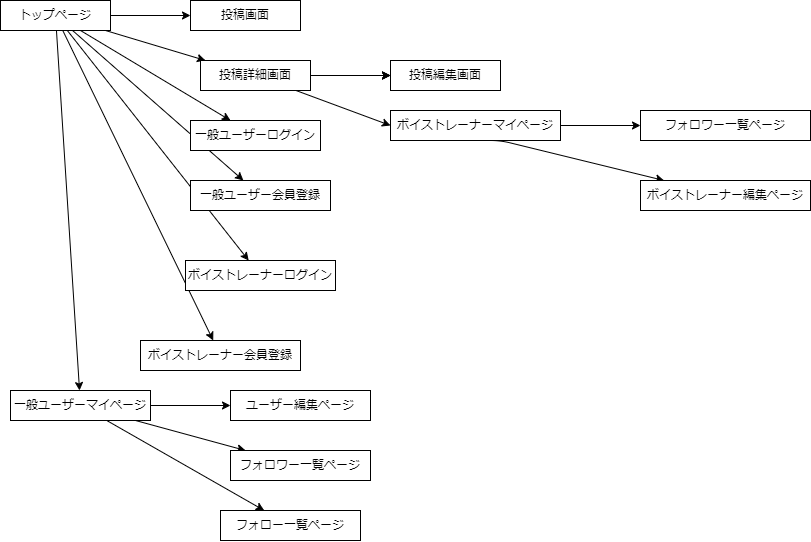 トップページ
投稿画面
投稿詳細画面
投稿編集画面
一般ユーザーログイン
ボイストレーナーマイページ
フォロワー一覧ページ
一般ユーザー会員登録
ボイストレーナー編集ページ
ボイストレーナーログイン
ボイストレーナー会員登録
一般ユーザーマイページ
ユーザー編集ページ
フォロワー一覧ページ
フォロー一覧ページ